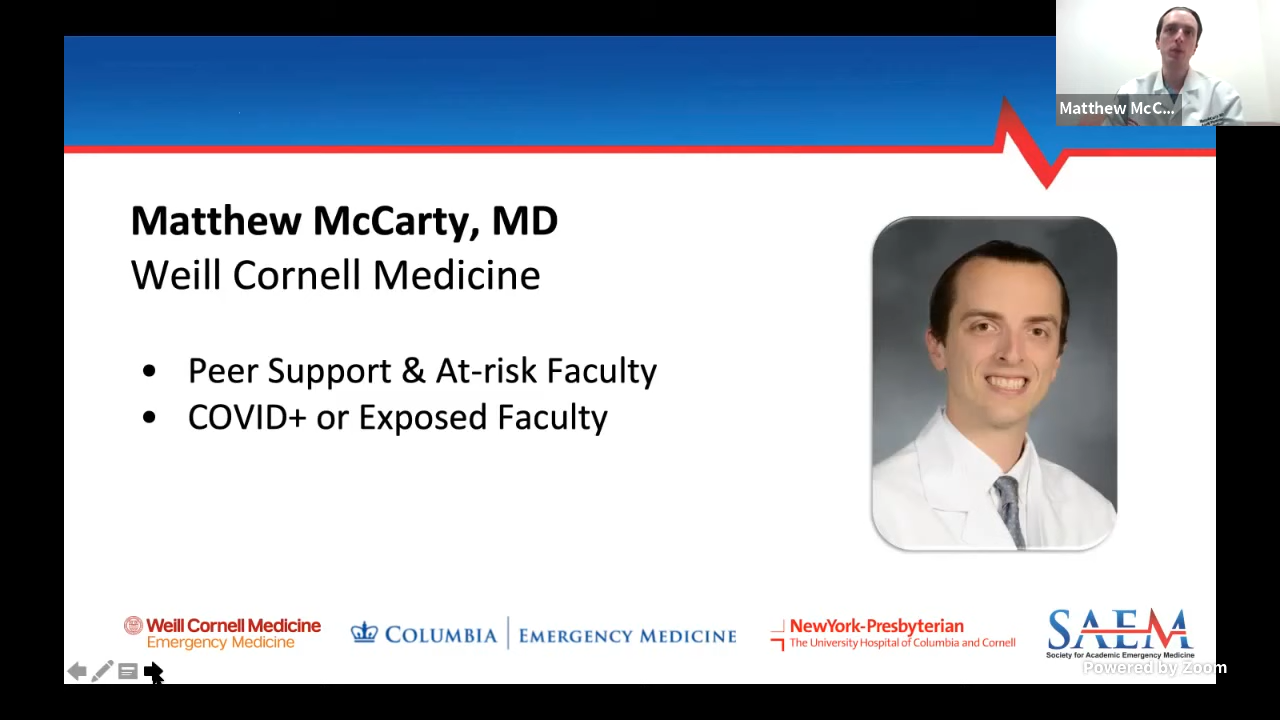 Matthew McC...
Matthew McCarty, MD
Weill Cornell Medicine
• Peer Support & At-risk Faculty
• COVID+ or Exposed Faculty
Weill Cornell Medicine
Emergency Medicine
COLUMBIA | EMERGENCY MEDICINE
NewYork-Presbyterian
The University Hospital of Columbia and Cornell
SAEM
Society for Academic Emergency Medicine
Powered by Zoom